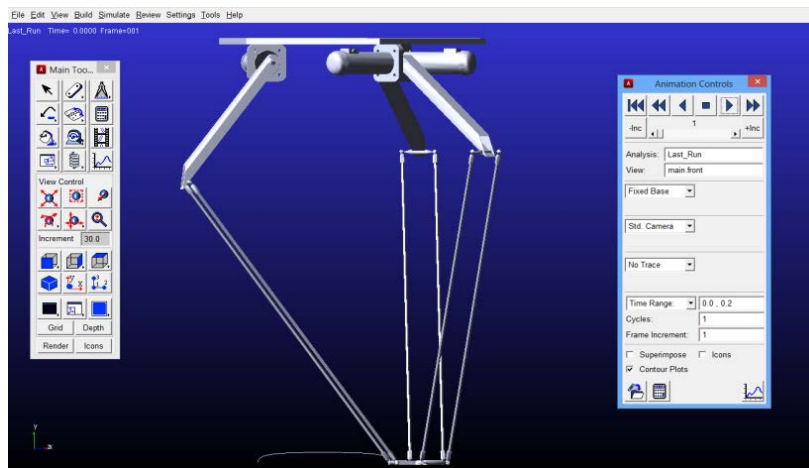 File Edit View Build Simulate Review Settings Tools Help
Last_Run Time= 0.0000 Frame=001
Main Too...
View Control
Increment 30.0
Grid Depth
Render Icons
Animation Controls
-Inc 1 +Inc
Analysis: Last_Run
View: main.front
Fixed Base
Std. Camera
No Trace
Time Range: 0.0 , 0.2
Cycles: 1
Frame Increment: 1
Superimpose Icons
Contour Plots
y
x